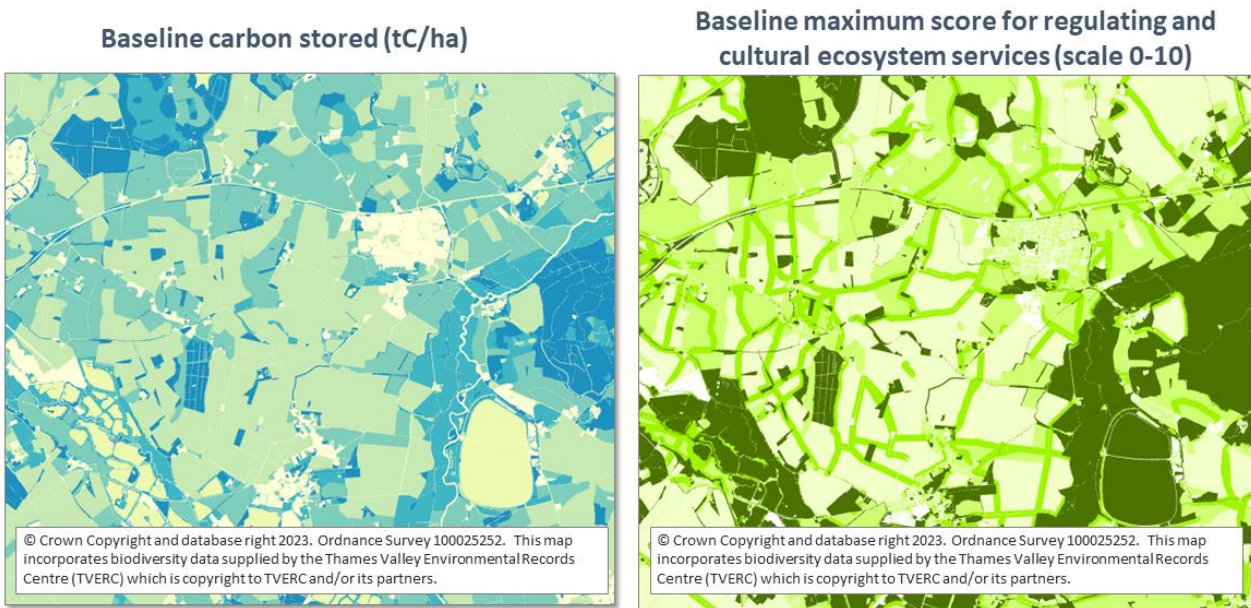 Baseline carbon stored (tC/ha)
Baseline maximum score for regulating and
cultural ecosystem services (scale 0-10)
© Crown Copyright and database right 2023. Ordnance Survey 100025252. This map
incorporates biodiversity data supplied by the Thames Valley Environmental Records
Centre (TVERC) which is copyright to TVERC and/or its partners.
© Crown Copyright and database right 2023. Ordnance Survey 100025252. This map
incorporates biodiversity data supplied by the Thames Valley Environmental Records
Centre (TVERC) which is copyright to TVERC and/or its partners.